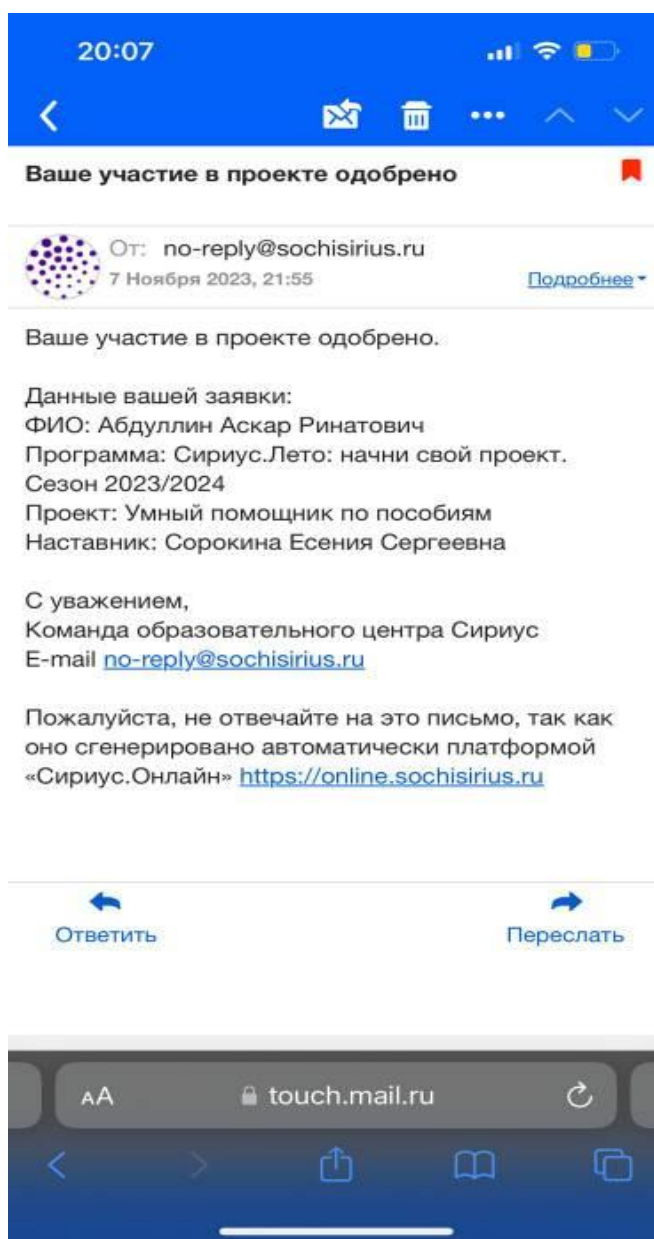 20:07
Ваше участие в проекте одобрено
От: no-reply@sochisirius.ru
7 Ноября 2023, 21:55
Подробнее
Ваше участие в проекте одобрено.
Данные вашей заявки:
ФИО: Абдуллин Аскар Ринатович
Программа: Сириус.Лето: начни свой проект.
Сезон 2023/2024
Проект: Умный помощник по пособиям
Наставник: Сорокина Есения Сергеевна
С уважением,
Команда образовательного центра Сириус
E-mail no-reply@sochisirius.ru
Пожалуйста, не отвечайте на это письмо, так как
оно сгенерировано автоматически платформой
«Сириус.Онлайн» https://online.sochisirius.ru
Ответить
Переслать
AA
touch.mail.ru